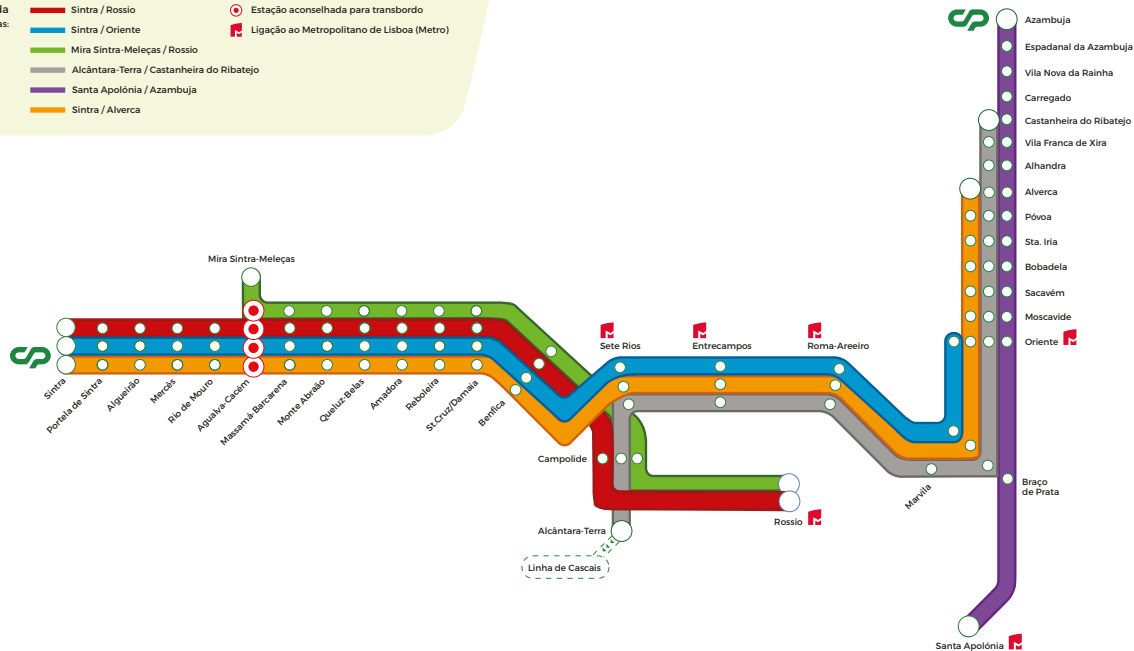 da
as:
Sintra / Rossio
Sintra / Oriente
Mira Sintra-Meleças / Rossio
Alcântara-Terra / Castanheira do Ribatejo
Santa Apolónia / Azambuja
Sintra / Alverca
Estação aconselhada para transbordo
Ligação ao Metropolitano de Lisboa (Metro)
Azambuja
Espadanal da Azambuja
Vila Nova da Rainha
Carregado
Castanheira do Ribatejo
Vila Franca de Xira
Alhandra
Alverca
Póvoa
Sta. Iria
Bobadela
Sacavém
Moscavide
Oriente
Braço
de Prata
Santa Apolónia
Mira Sintra-Meleças
Sintra
Portela de Sintra
Algueirão
Mercês
Rio de Mouro
Agualva-Cacém
Massamá-Barcarena
Monte Abraão
Queluz-Belas
Amadora
Reboleira
St.Cruz/Damaia
Benfica
Sete Rios
Entrecampos
Roma-Areeiro
Campolide
Marvila
Rossio
Alcântara-Terra
Linha de Cascais